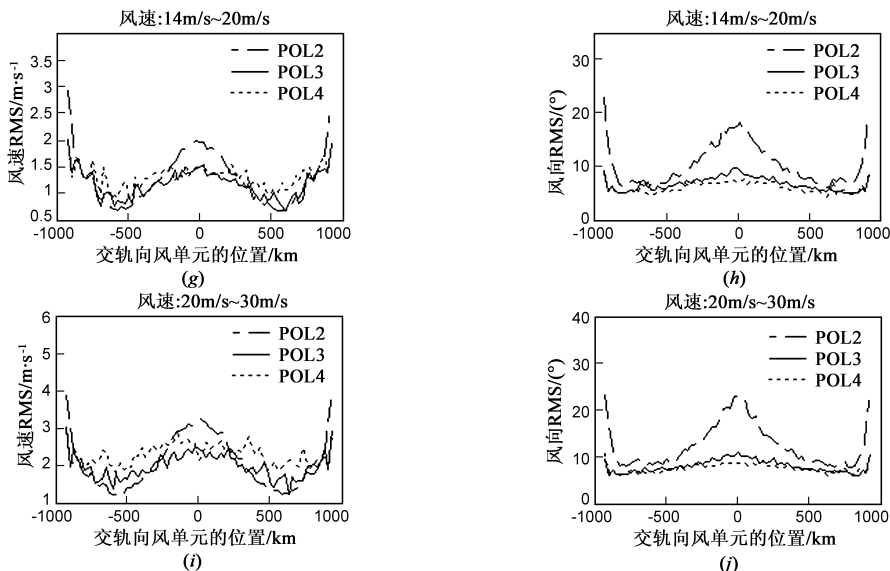 风速:14m/s~20m/s
3.5
3
2.5
2
1.5
1
0.5
风速RMS/m·s⁻¹
POL2
POL3
POL4
-1000
-500
0
500
1000
交轨向风单元的位置/km
(g)
风速:14m/s~20m/s
30
20
10
0
风向RMS/(°)
POL2
POL3
POL4
-1000
-500
0
500
1000
交轨向风单元的位置/km
(h)
风速:20m/s~30m/s
6
5
4
3
2
1
风速RMS/m·s⁻¹
POL2
POL3
POL4
-1000
-500
0
500
1000
交轨向风单元的位置/km
(i)
风速:20m/s~30m/s
40
30
20
10
0
风向RMS/(°)
POL2
POL3
POL4
-1000
-500
0
500
1000
交轨向风单元的位置/km
(j)